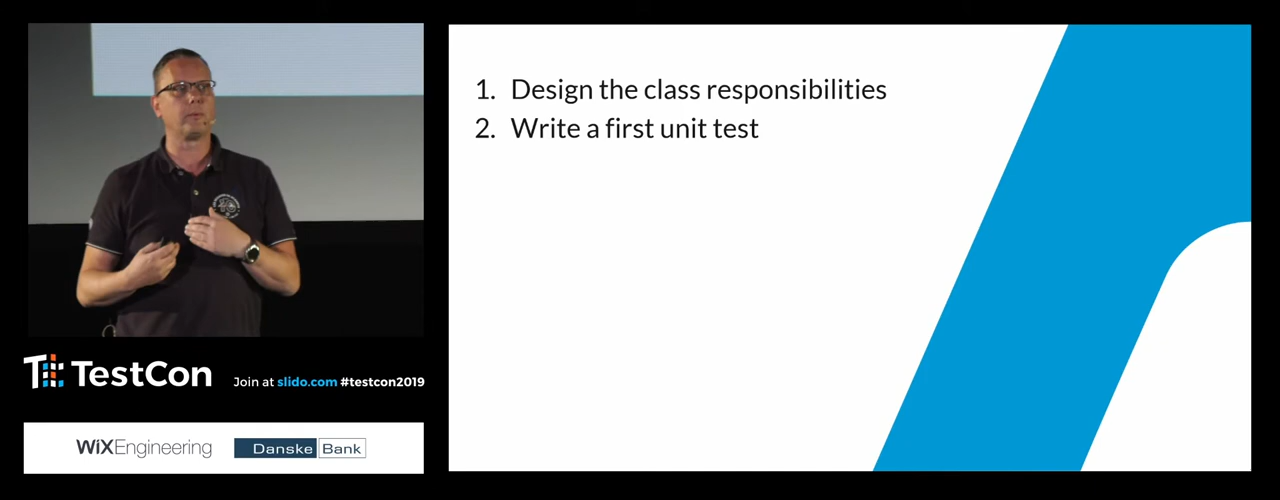 1. Design the class responsibilities
2. Write a first unit test
TestCon
Join at slido.com #testcon2019
WiXEngineering
Danske Bank